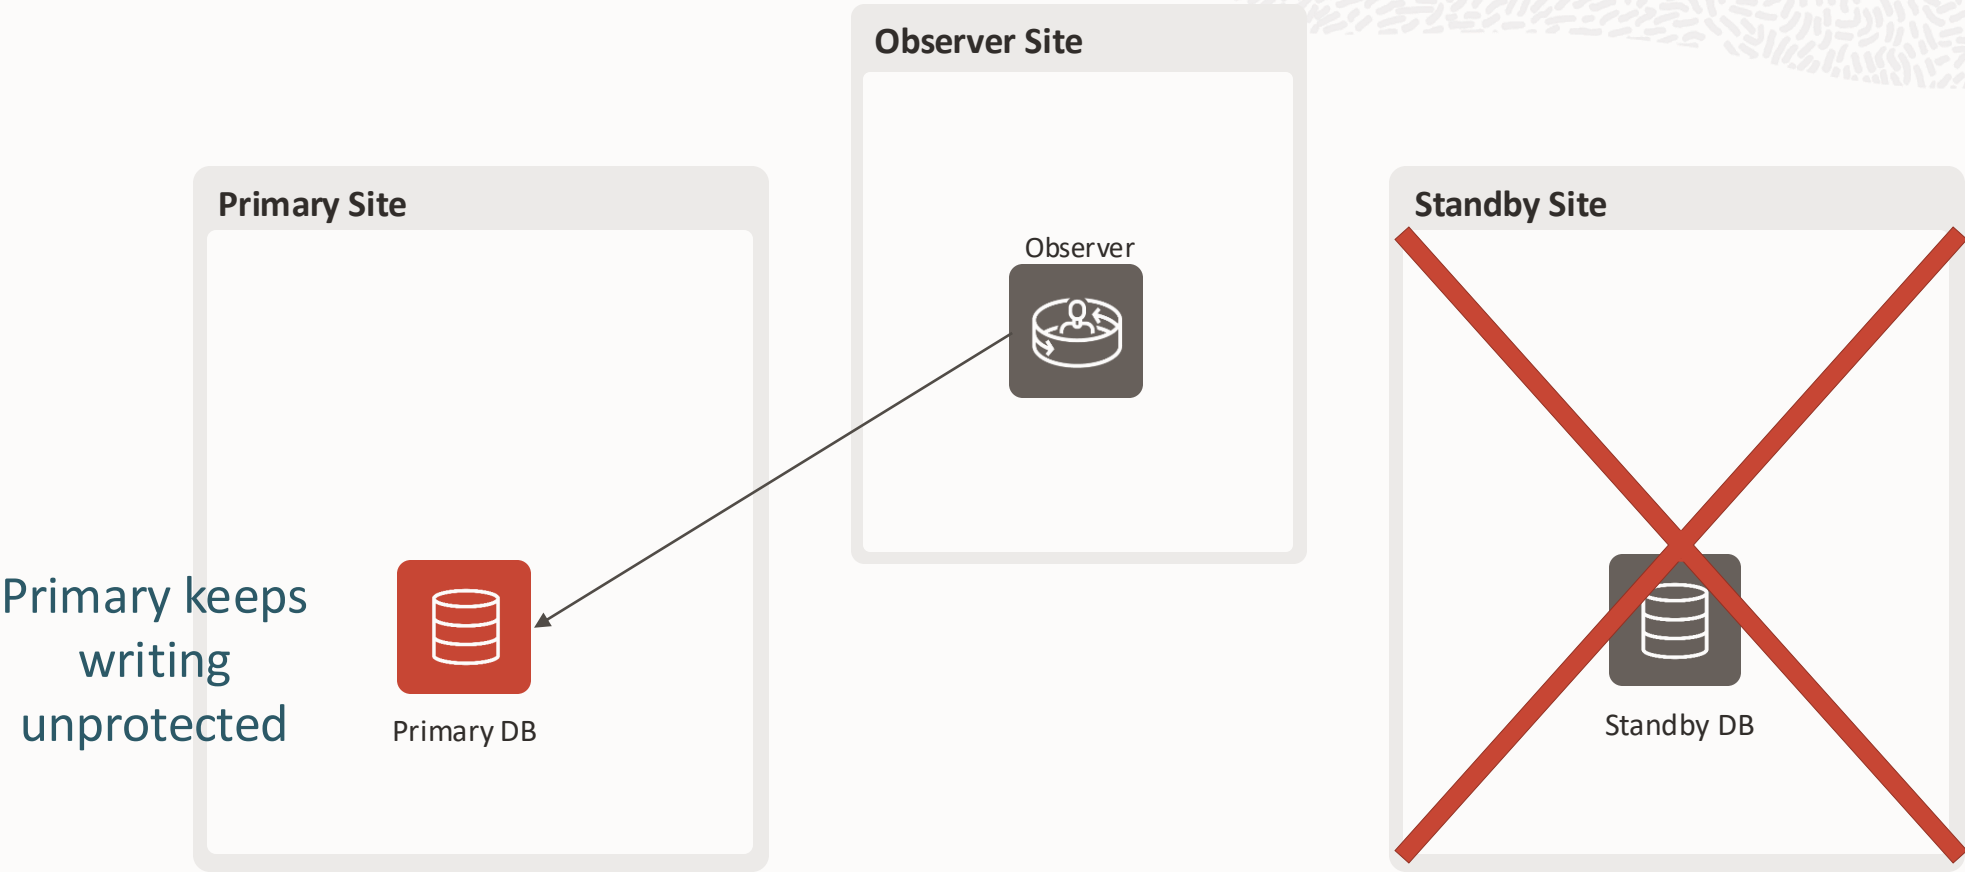 Observer Site
Primary Site
Standby Site
Observer
Primary keeps
writing
unprotected
Primary DB
Standby DB